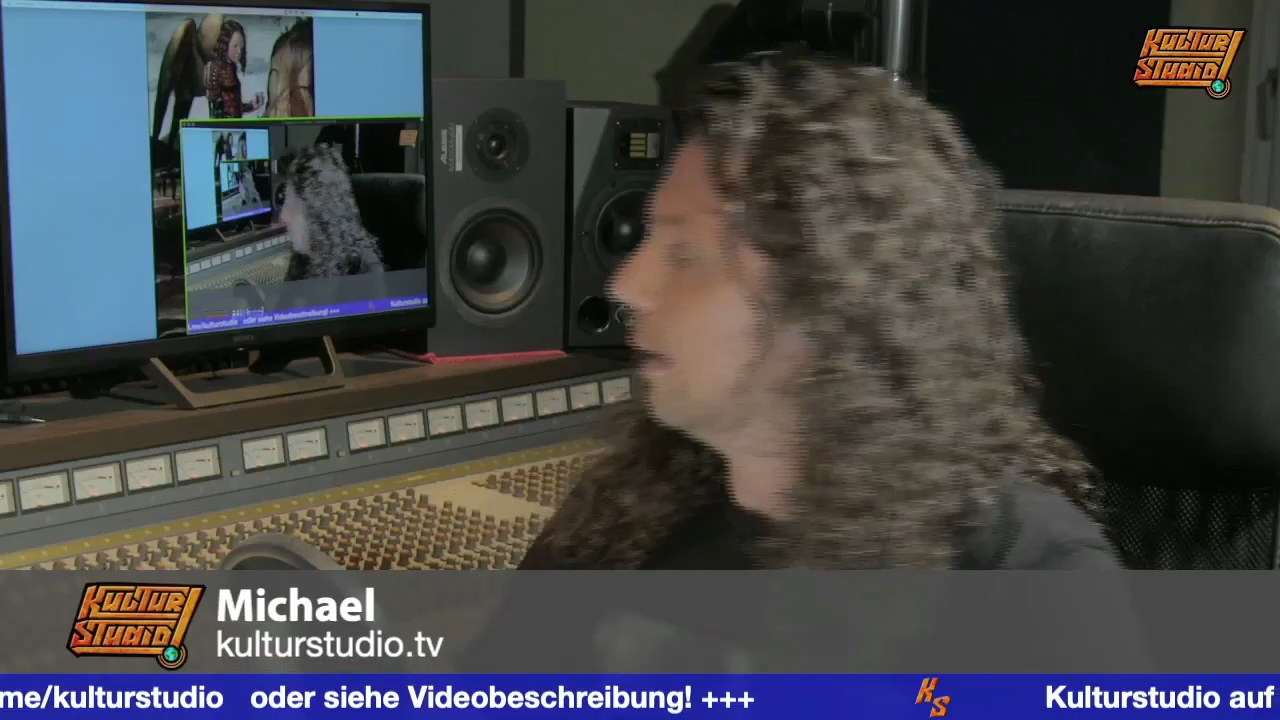 KULTUR
STUDIO!
KULTUR
STUDIO!
Michael
kulturstudio.tv
me/kulturstudio oder siehe Videobeschreibung! +++ KS Kulturstudio auf